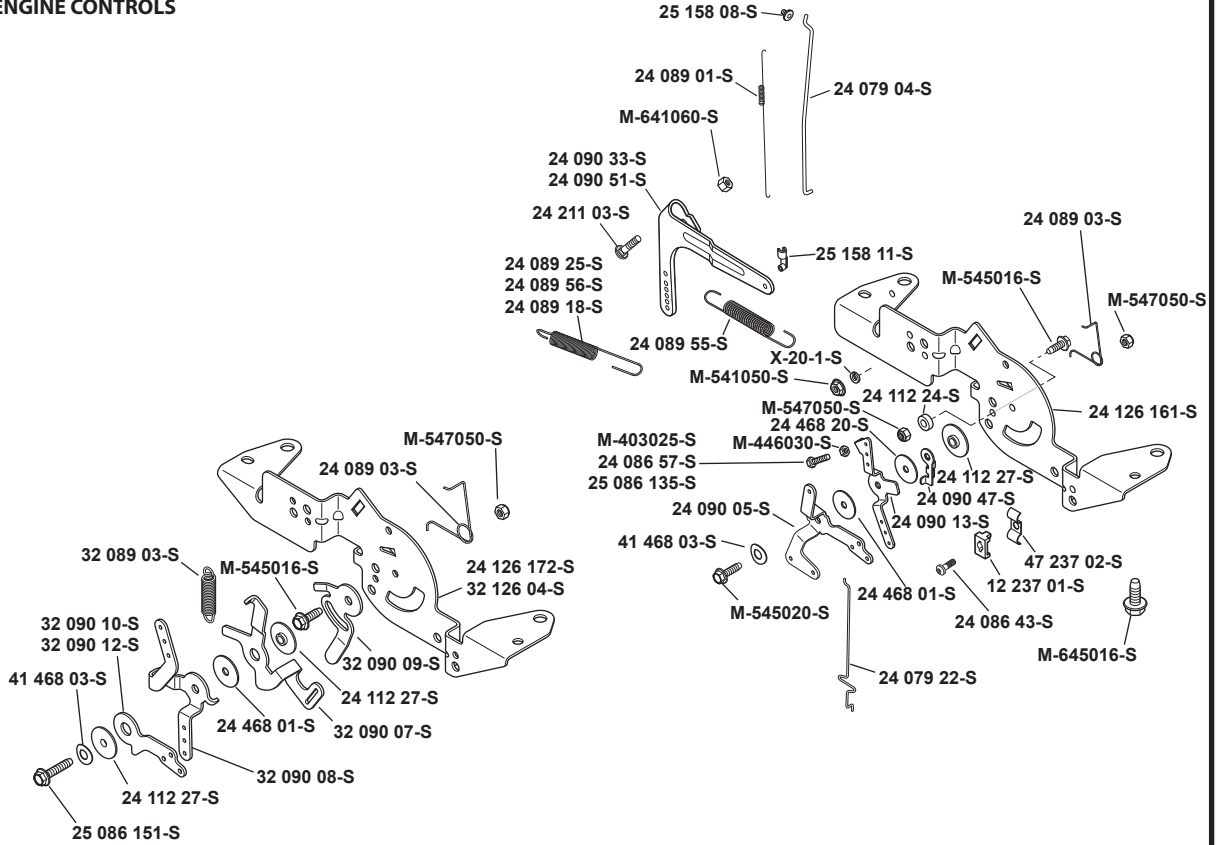 ENGINE CONTROLS
25 158 08-S
24 089 01-S
24 079 04-S
M-641060-S
24 090 33-S
24 090 51-S
24 211 03-S
24 089 03-S
25 158 11-S
24 089 25-S
24 089 56-S
24 089 18-S
M-545016-S
M-547050-S
24 089 55-S
X-20-1-S
M-541050-S
24 112 24-S
M-547050-S
24 468 20-S
24 126 161-S
M-403025-S
M-446030-S
24 086 57-S
25 086 135-S
24 112 27-S
24 090 47-S
24 090 05-S
24 090 13-S
41 468 03-S
47 237 02-S
12 237 01-S
M-545020-S
24 468 01-S
24 086 43-S
M-645016-S
24 079 22-S
M-547050-S
24 089 03-S
32 089 03-S
M-545016-S
24 126 172-S
32 126 04-S
32 090 10-S
32 090 12-S
41 468 03-S
32 090 09-S
24 112 27-S
24 468 01-S
32 090 07-S
32 090 08-S
24 112 27-S
25 086 151-S